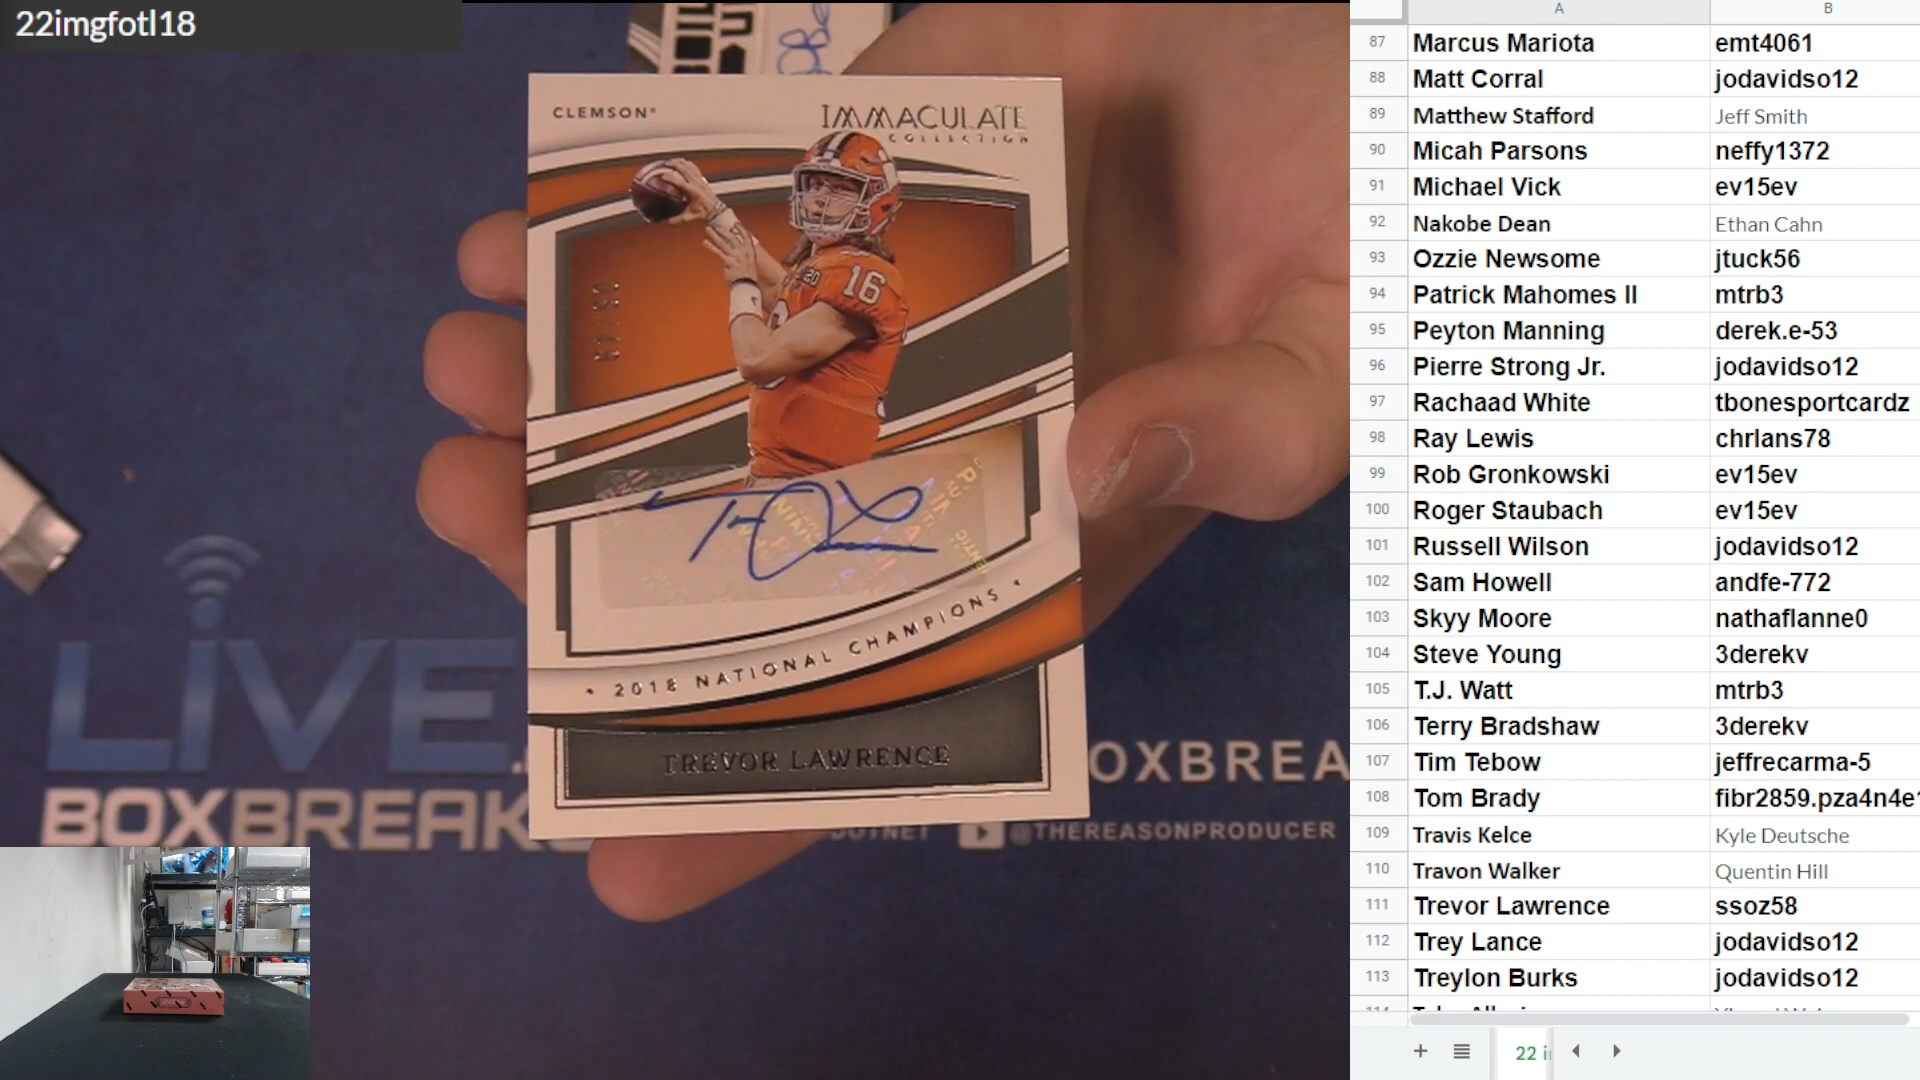 22imgfotl18
CLEMSON®
IMMACULATE
COLLECTION
20
16
2018 NATIONAL CHAMPIONS
TREVOR LAWRENCE
LIVE
BOXBREAK
OXBREA
DOTNET @THEREASONPRODUCER
A B
87 Marcus Mariota emt4061
88 Matt Corral jodavidso12
89 Matthew Stafford Jeff Smith
90 Micah Parsons neffy1372
91 Michael Vick ev15ev
92 Nakobe Dean Ethan Cahn
93 Ozzie Newsome jtuck56
94 Patrick Mahomes II mtrb3
95 Peyton Manning derek.e-53
96 Pierre Strong Jr. jodavidso12
97 Rachaad White tbonesportcardz
98 Ray Lewis chrlans78
99 Rob Gronkowski ev15ev
100 Roger Staubach ev15ev
101 Russell Wilson jodavidso12
102 Sam Howell andfe-772
103 Skyy Moore nathaflanne0
104 Steve Young 3derekv
105 T.J. Watt mtrb3
106 Terry Bradshaw 3derekv
107 Tim Tebow jeffrecarma-5
108 Tom Brady fibr2859.pza4n4e
109 Travis Kelce Kyle Deutsche
110 Travon Walker Quentin Hill
111 Trevor Lawrence ssoz58
112 Trey Lance jodavidso12
113 Treylon Burks jodavidso12
22 i